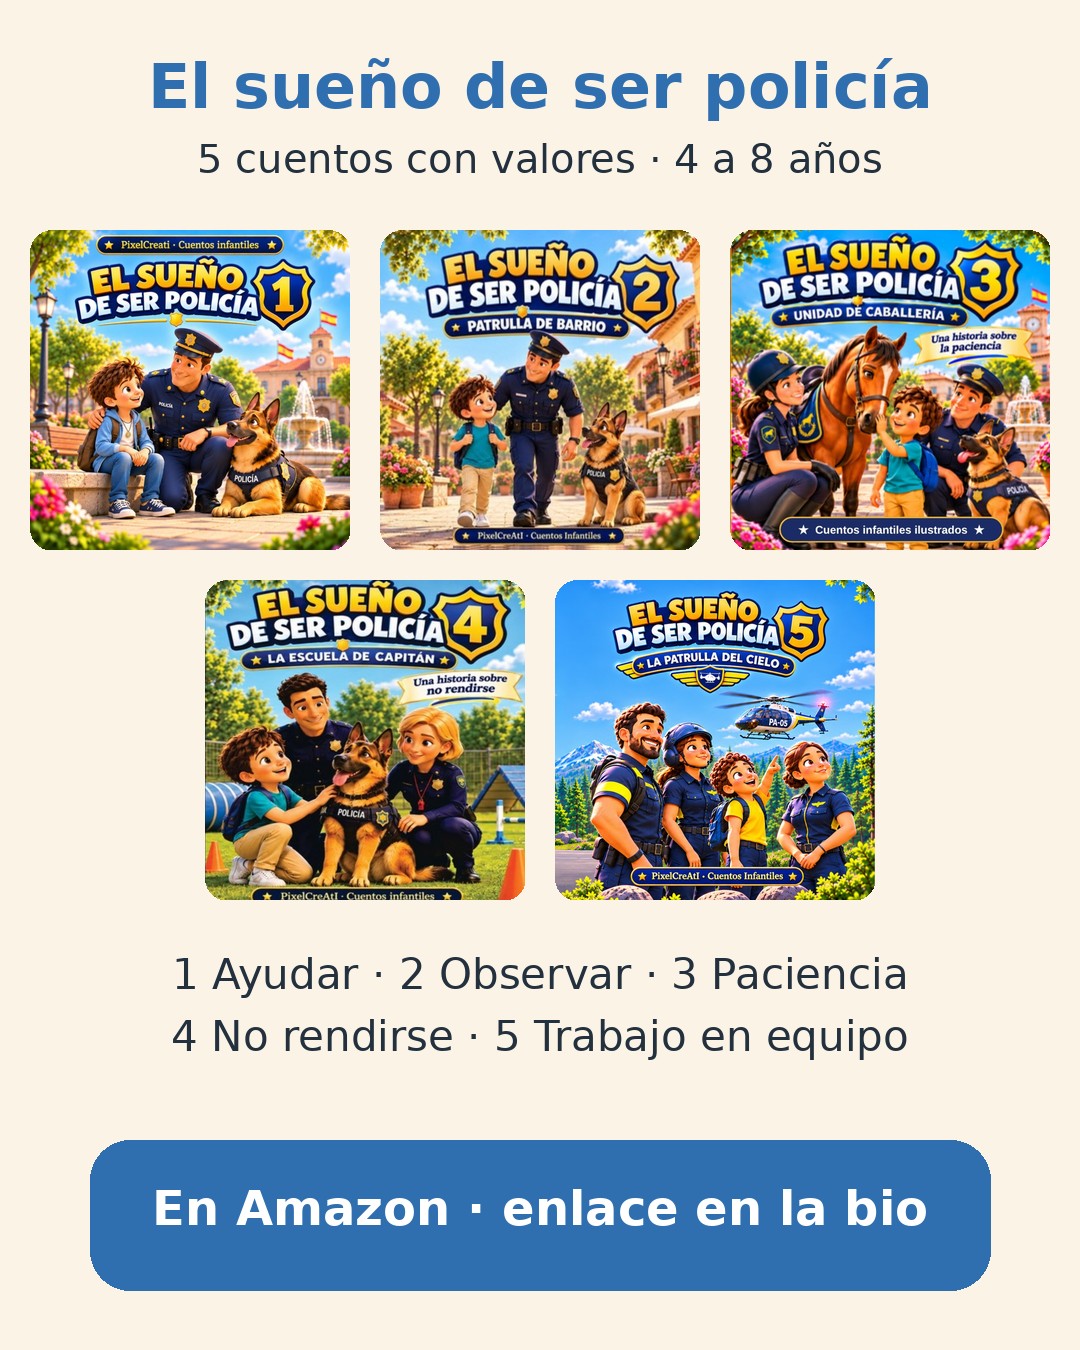 El sueño de ser policía
5 cuentos con valores · 4 a 8 años
PixelCreati · Cuentos infantiles
EL SUEÑO
DE SER POLICÍA
1
POLICÍA
POLICÍA
EL SUEÑO
DE SER POLICÍA
2
PATRULLA DE BARRIO
POLICÍA
PixelCreAtI · Cuentos Infantiles
EL SUEÑO
DE SER POLICÍA
3
UNIDAD DE CABALLERÍA
Una historia sobre
la paciencia
POLICÍA
Cuentos infantiles ilustrados
EL SUEÑO
DE SER POLICÍA
4
LA ESCUELA DE CAPITÁN
Una historia sobre
no rendirse
POLICÍA
PixelCreAtI · Cuentos infantiles
EL SUEÑO
DE SER POLICÍA
5
LA PATRULLA DEL CIELO
PA-05
PixelCreAtI · Cuentos Infantiles
1 Ayudar · 2 Observar · 3 Paciencia
4 No rendirse · 5 Trabajo en equipo
En Amazon · enlace en la bio